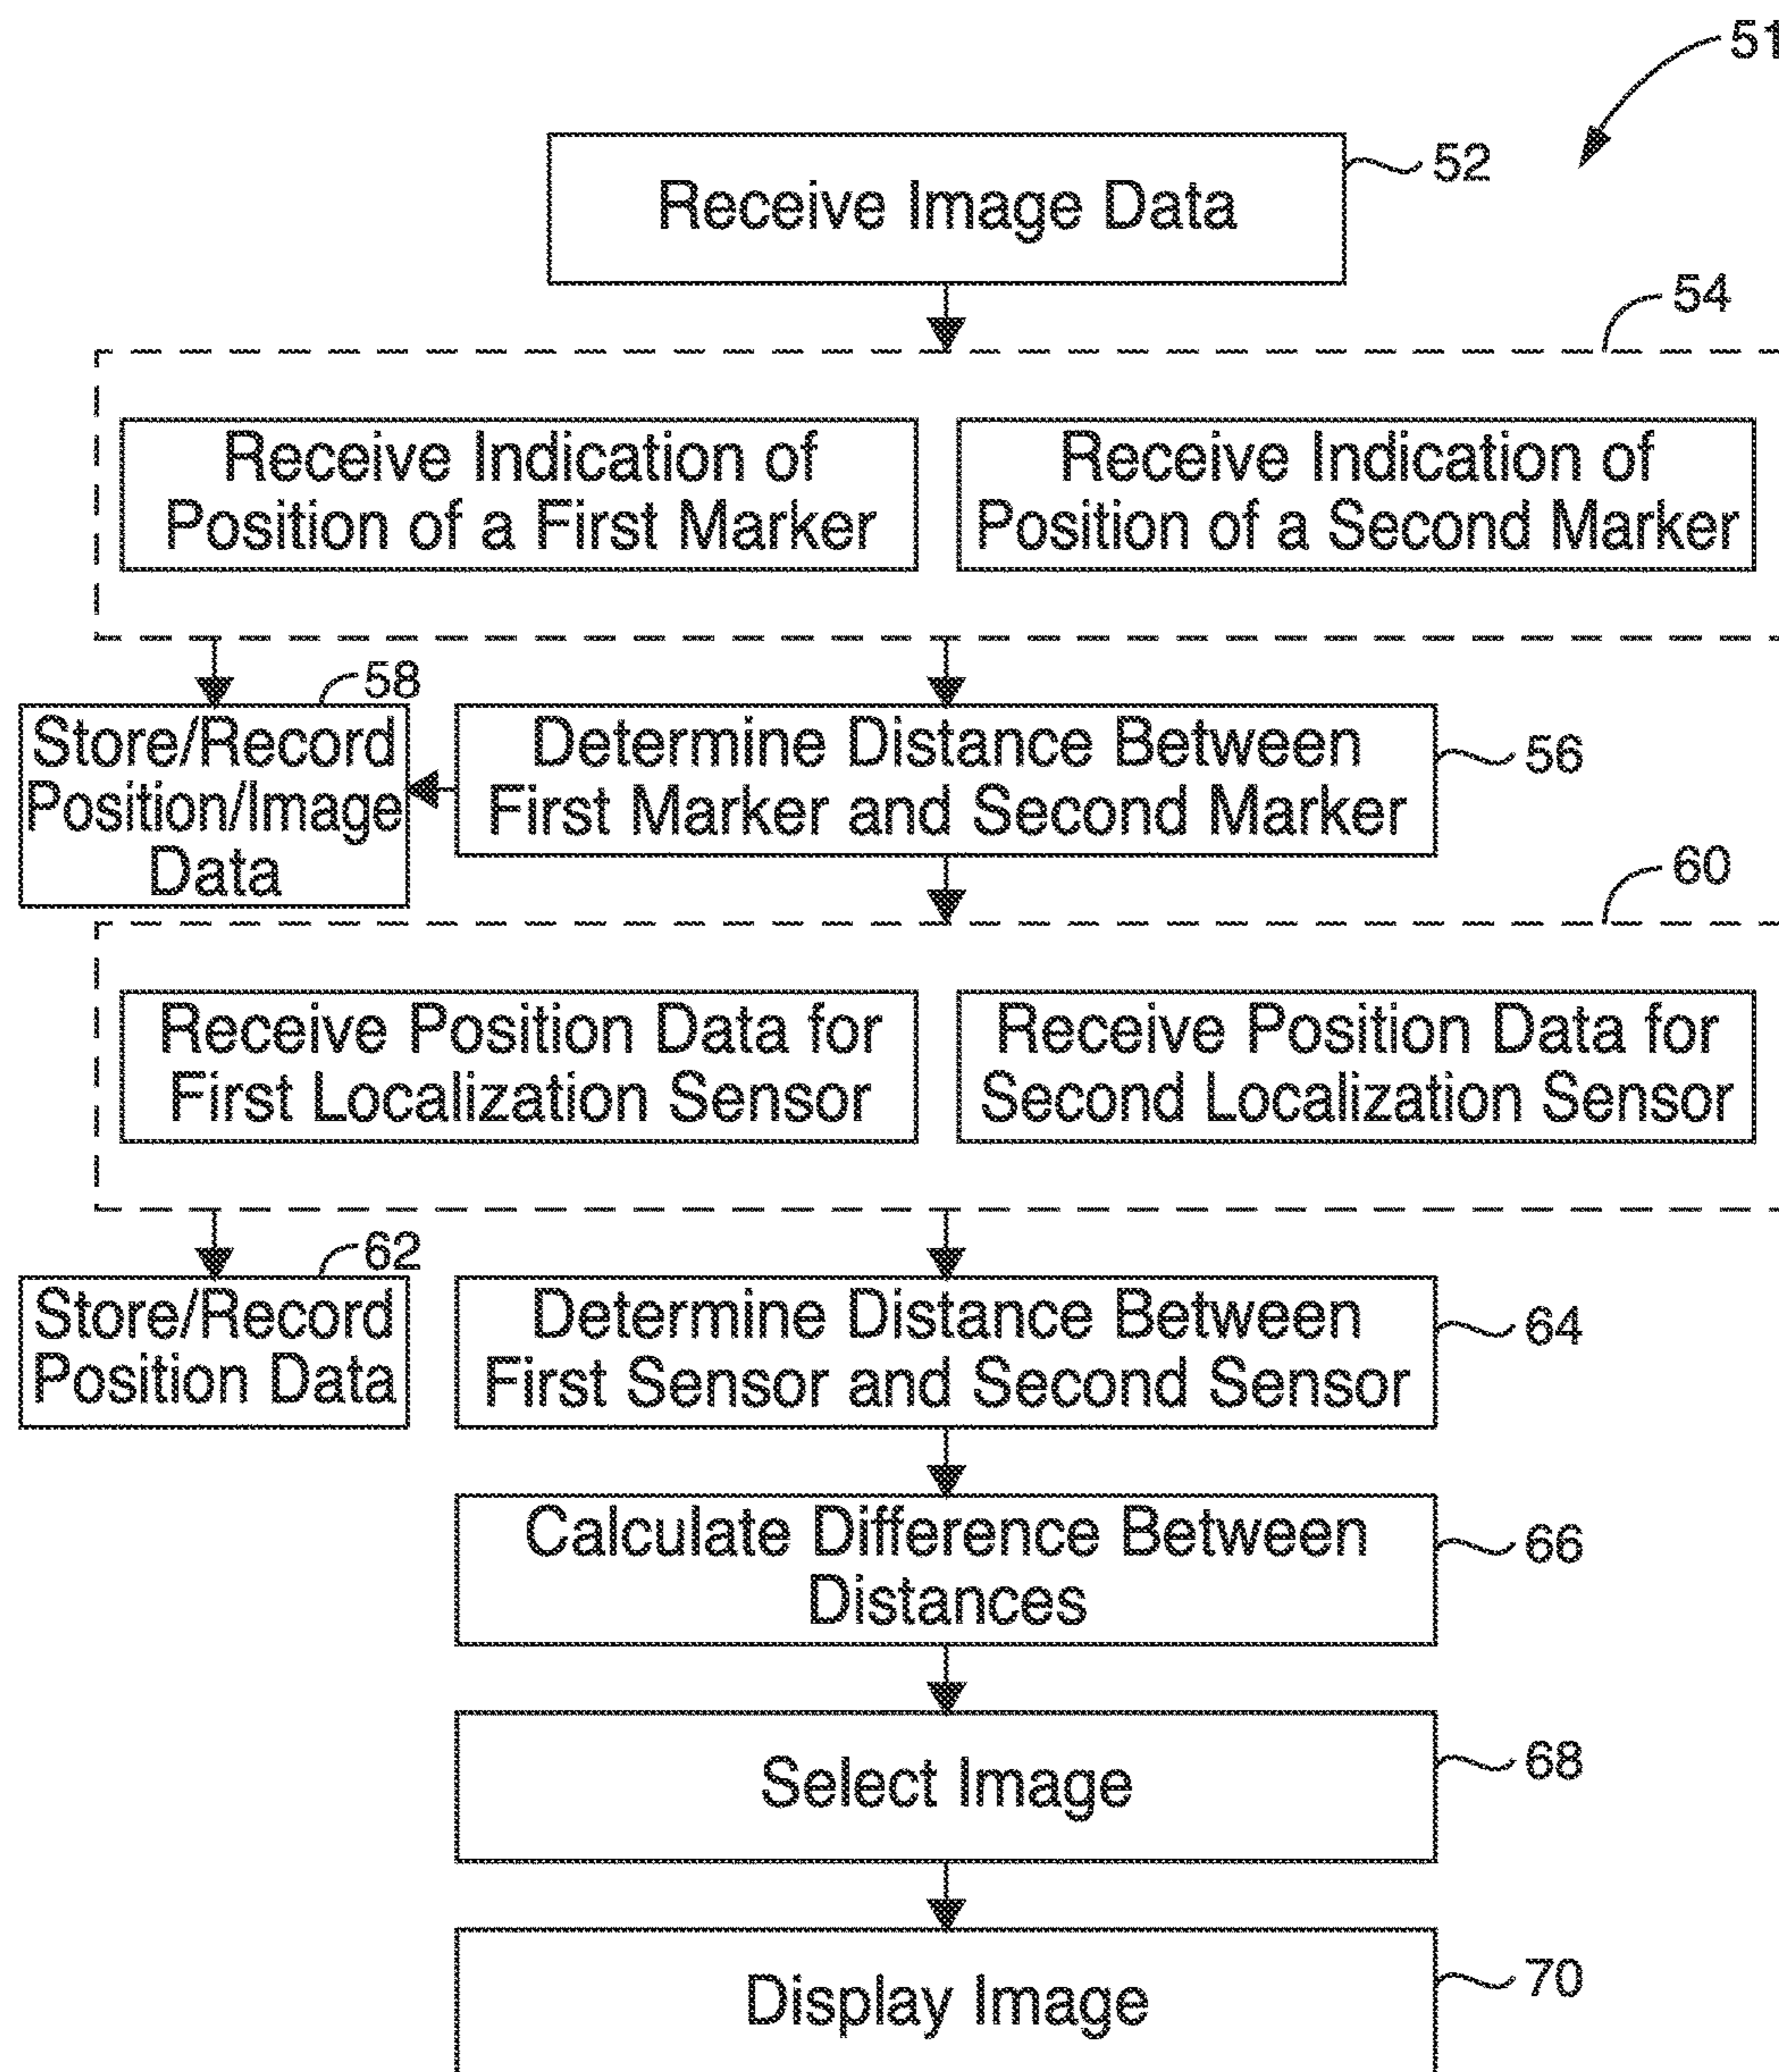 51
Receive Image Data
52
54
Receive Indication of
Position of a First Marker
Receive Indication of
Position of a Second Marker
58
Store/Record
Position/Image
Data
Determine Distance Between
First Marker and Second Marker
56
60
Receive Position Data for
First Localization Sensor
Receive Position Data for
Second Localization Sensor
62
Store/Record
Position Data
Determine Distance Between
First Sensor and Second Sensor
64
Calculate Difference Between
Distances
66
Select Image
68
Display Image
70